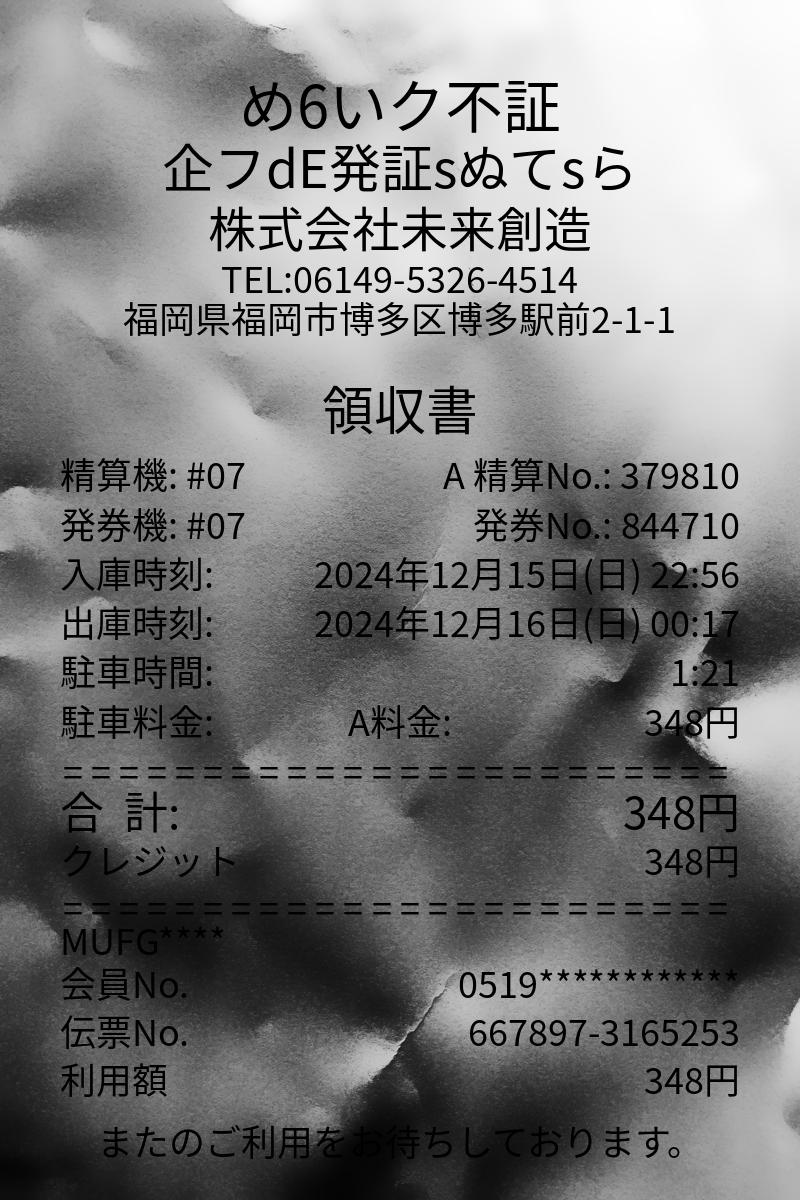 め6いク不証
企フdE発証sぬてsら
株式会社未来創造
TEL:06149-5326-4514
福岡県福岡市博多区博多駅前2-1-1
領収書
精算機: #07 A 精算No.: 379810
発券機: #07 発券No.: 844710
入庫時刻: 2024年12月15日(日) 22:56
出庫時刻: 2024年12月16日(日) 00:17
駐車時間: 1:21
駐車料金: A料金: 348円
========================
合 計: 348円
クレジット 348円
========================
MUFG****
会員No. 0519************
伝票No. 667897-3165253
利用額 348円
またのご利用をお待ちしております。